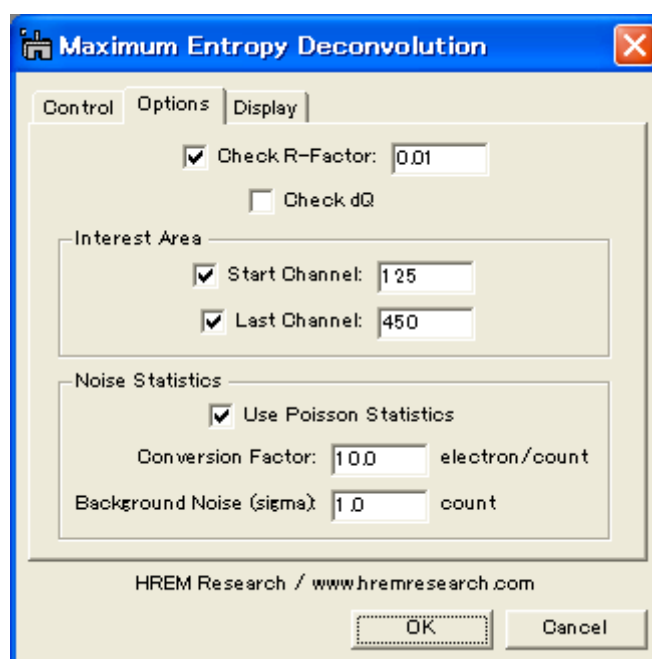 Maximum Entropy Deconvolution
Control Options Display
Check R-Factor: 0.01
Check dQ
Interest Area
Start Channel: 125
Last Channel: 450
Noise Statistics
Use Poisson Statistics
Conversion Factor: 10.0 electron/count
Background Noise (sigma): 1.0 count
HREM Research / www.hremresearch.com
OK Cancel